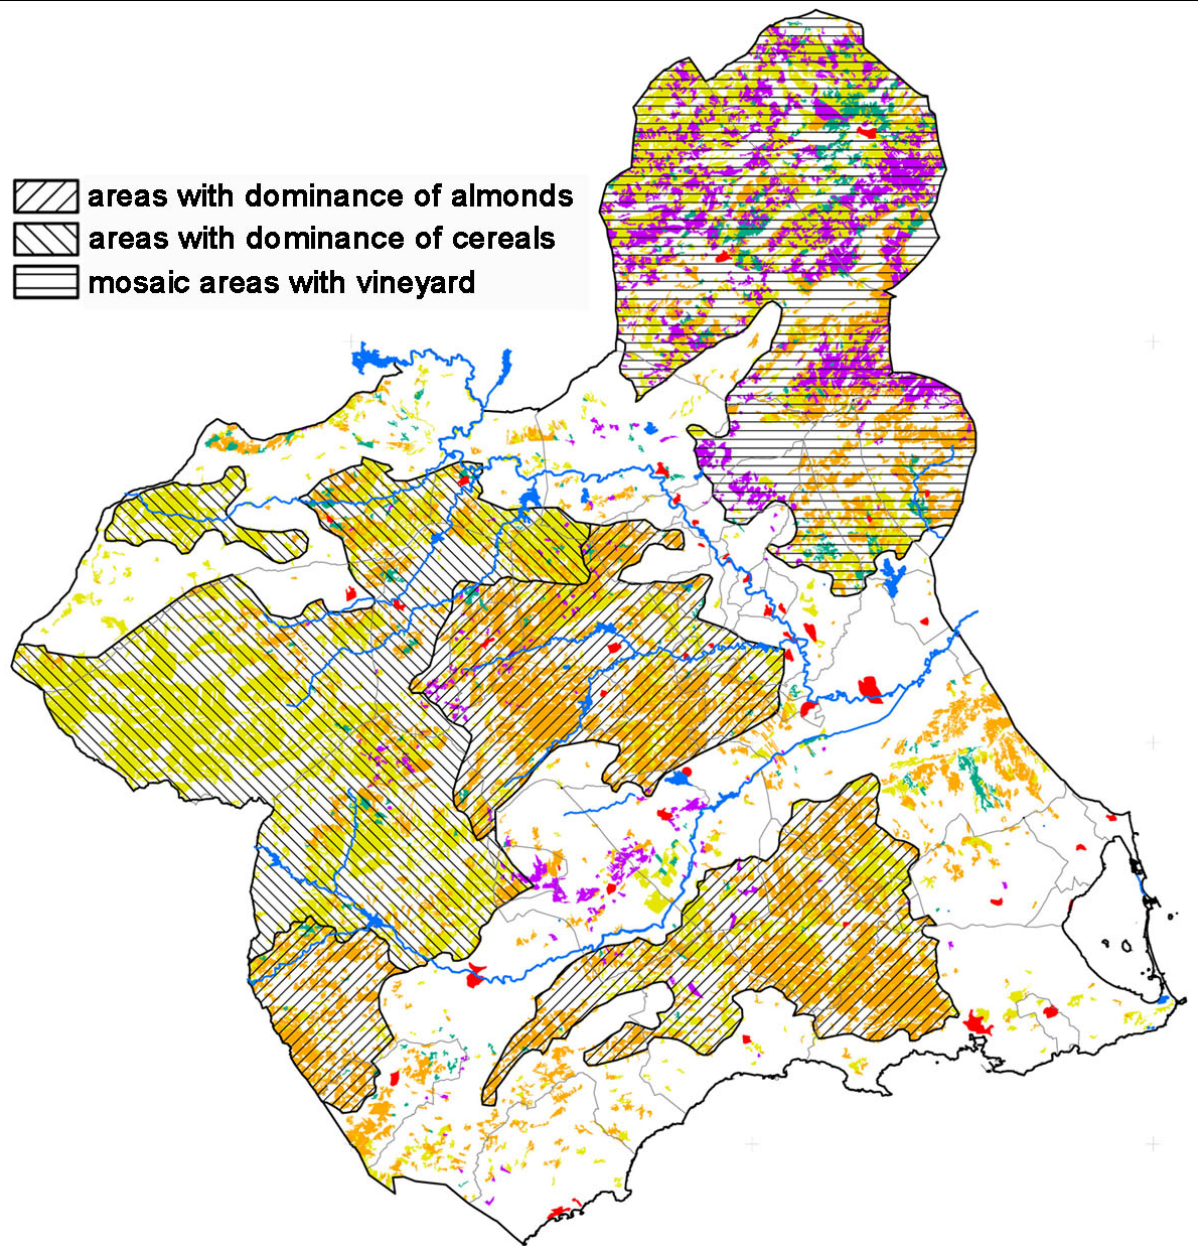 areas with dominance of almonds
areas with dominance of cereals
mosaic areas with vineyard